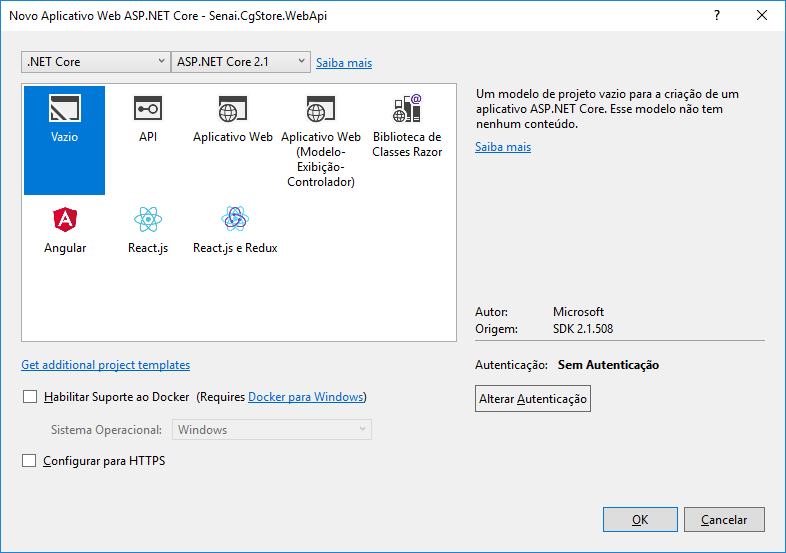 Novo Aplicativo Web ASP.NET Core - Senai.CgStore.WebApi
?
.NET Core
ASP.NET Core 2.1
Saiba mais
Vazio
API
Aplicativo Web
Aplicativo Web
(Modelo-
Exibição-
Controlador)
Biblioteca de
Classes Razor
Angular
React.js
React.js e Redux
Um modelo de projeto vazio para a criação de um
aplicativo ASP.NET Core. Esse modelo não tem
nenhum conteúdo.
Saiba mais
Autor: Microsoft
Origem: SDK 2.1.508
Get additional project templates
Autenticação: Sem Autenticação
Habilitar Suporte ao Docker (Requires Docker para Windows)
Alterar Autenticação
Sistema Operacional: Windows
Configurar para HTTPS
OK
Cancelar